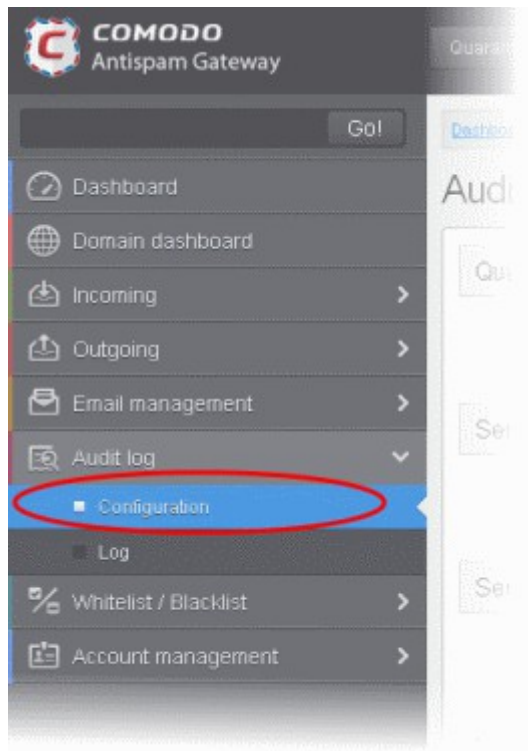 COMODO
Antispam Gateway
Go!
Dashboard
Domain dashboard
Incoming
Outgoing
Email management
Audit log
Configuration
Log
Whitelist / Blacklist
Account management